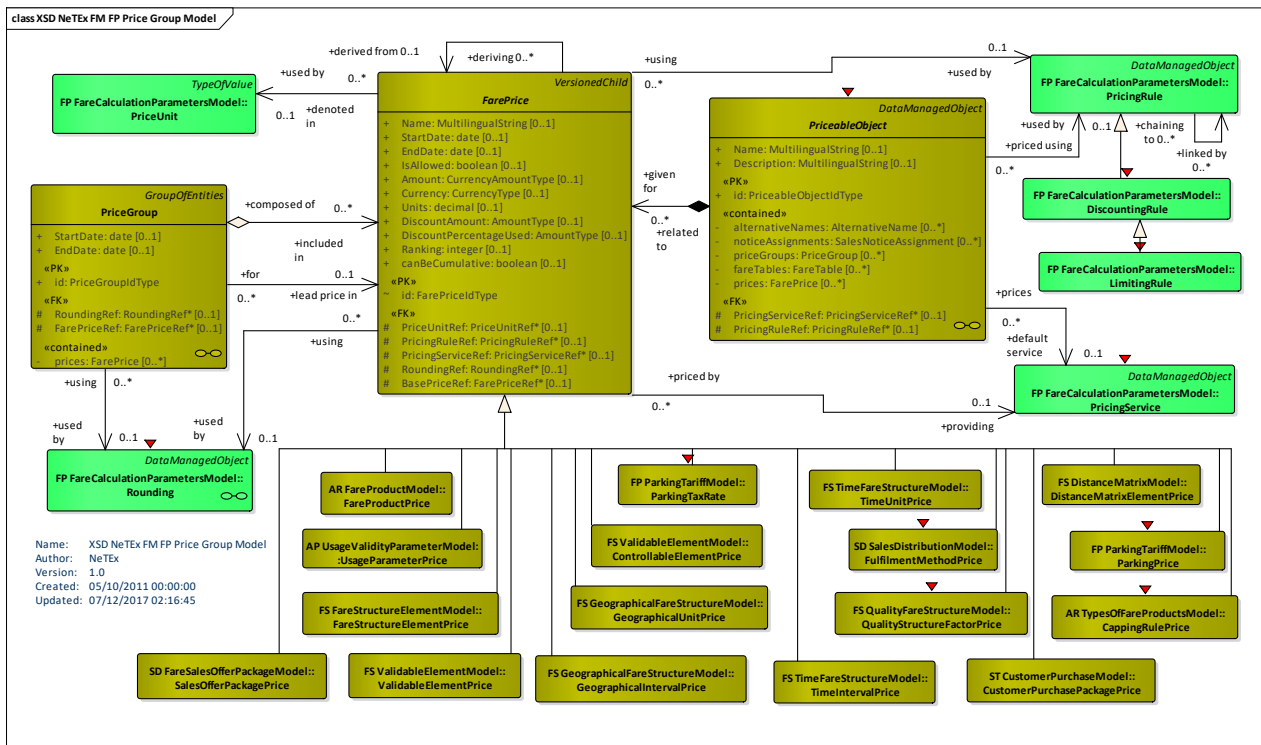 class XSD NeTEx FM FP Price Group Model
+derived from 0..1
+deriving 0..*
+using
0..1
0..*
+used by
TypeOfValue
FP FareCalculationParametersModel::
PriceUnit
+used by
0..*
0..1
+denoted
in
VersionedChild
FarePrice
+ Name: MultilingualString [0..1]
+ StartDate: date [0..1]
+ EndDate: date [0..1]
+ IsAllowed: boolean [0..1]
+ Amount: CurrencyAmountType [0..1]
+ Currency: CurrencyType [0..1]
+ Units: decimal [0..1]
+ DiscountAmount: AmountType [0..1]
+ DiscountPercentageUsed: AmountType [0..1]
+ Ranking: integer [0..1]
+ canBeCumulative: boolean [0..1]
«PK»
~ id: FarePriceIdType
«FK»
# PriceUnitRef: PriceUnitRef* [0..1]
# PricingRuleRef: PricingRuleRef* [0..1]
# PricingServiceRef: PricingServiceRef* [0..1]
# RoundingRef: RoundingRef* [0..1]
# BasePriceRef: FarePriceRef* [0..1]
DataManagedObject
PriceableObject
+ Name: MultilingualString [0..1]
+ Description: MultilingualString [0..1]
«PK»
+ id: PriceableObjectIdType
«contained»
- alternativeNames: AlternativeName [0..*]
- noticeAssignments: SalesNoticeAssignment [0..*]
- priceGroups: PriceGroup [0..*]
- fareTables: FareTable [0..*]
- prices: FarePrice [0..*]
«FK»
# PricingServiceRef: PricingServiceRef* [0..1]
# PricingRuleRef: PricingRuleRef* [0..1]
DataManagedObject
FP FareCalculationParametersModel::
PricingRule
+used by
0..1
+priced using
0..*
+chaining
to 0..*
+linked by
0..*
FP FareCalculationParametersModel::
DiscountingRule
FP FareCalculationParametersModel::
LimitingRule
+given
for
0..*
+related
to
GroupOfEntities
PriceGroup
+ StartDate: date [0..1]
+ EndDate: date [0..1]
«PK»
+ id: PriceGroupIdType
«FK»
# RoundingRef: RoundingRef* [0..1]
# FarePriceRef: FarePriceRef* [0..1]
«contained»
- prices: FarePrice [0..*]
+composed of
0..*
+included
in
+for
0..1
0..*
+lead price in
0..*
+using
+using
0..*
+used
by
0..1
+used
by
0..1
+prices
0..*
+default
service
0..1
DataManagedObject
FP FareCalculationParametersModel::
PricingService
+priced by
0..*
0..1
+providing
DataManagedObject
FP FareCalculationParametersModel::
Rounding
AR FareProductModel::
FareProductPrice
FP ParkingTariffModel::
ParkingTaxRate
FS TimeFareStructureModel::
TimeUnitPrice
FS DistanceMatrixModel::
DistanceMatrixElementPrice
AP UsageValidityParameterModel:
:UsageParameterPrice
FS ValidableElementModel::
ControllableElementPrice
SD SalesDistributionModel::
FulfilmentMethodPrice
FP ParkingTariffModel::
ParkingPrice
FS FareStructureElementModel::
FareStructureElementPrice
FS GeographicalFareStructureModel::
GeographicalUnitPrice
FS QualityFareStructureModel::
QualityStructureFactorPrice
AR TypesOfFareProductsModel::
CappingRulePrice
SD FareSalesOfferPackageModel::
SalesOfferPackagePrice
FS ValidableElementModel::
ValidableElementPrice
FS GeographicalFareStructureModel::
GeographicalIntervalPrice
FS TimeFareStructureModel::
TimeIntervalPrice
ST CustomerPurchaseModel::
CustomerPurchasePackagePrice
Name: XSD NeTEx FM FP Price Group Model
Author: NeTEx
Version: 1.0
Created: 05/10/2011 00:00:00
Updated: 07/12/2017 02:16:45